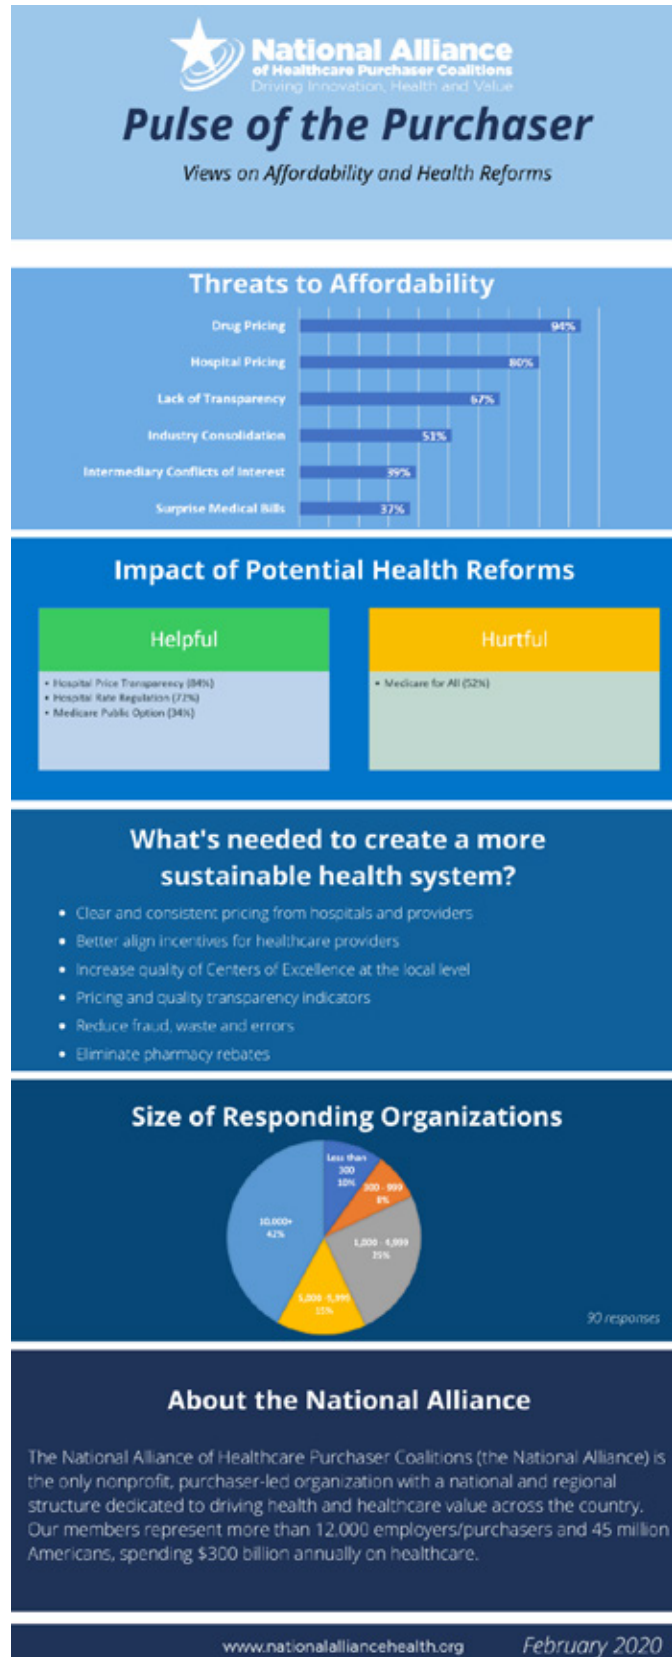 National Alliance
of Healthcare Purchaser Coalitions
Driving Innovation, Health and Value
Pulse of the Purchaser
Views on Affordability and Health Reforms
Threats to Affordability
Drug Pricing 94%
Hospital Pricing 80%
Lack of Transparency 67%
Industry Consolidation 51%
Intermediary Conflicts of Interest 39%
Surprise Medical Bills 37%
Impact of Potential Health Reforms
Helpful
• Hospital Price Transparency (84%)
• Hospital Rate Regulation (72%)
• Medicare Public Option (34%)
Hurtful
• Medicare for All (52%)
What's needed to create a more
sustainable health system?
• Clear and consistent pricing from hospitals and providers
• Better align incentives for healthcare providers
• Increase quality of Centers of Excellence at the local level
• Pricing and quality transparency indicators
• Reduce fraud, waste and errors
• Eliminate pharmacy rebates
Size of Responding Organizations
Less than
300
10%
300 - 999
8%
1,000 - 4,999
25%
5,000 - 9,999
15%
10,000+
42%
90 responses
About the National Alliance
The National Alliance of Healthcare Purchaser Coalitions (the National Alliance) is
the only nonprofit, purchaser-led organization with a national and regional
structure dedicated to driving health and healthcare value across the country.
Our members represent more than 12,000 employers/purchasers and 45 million
Americans, spending $300 billion annually on healthcare.
www.nationalalliancehealth.org
February 2020